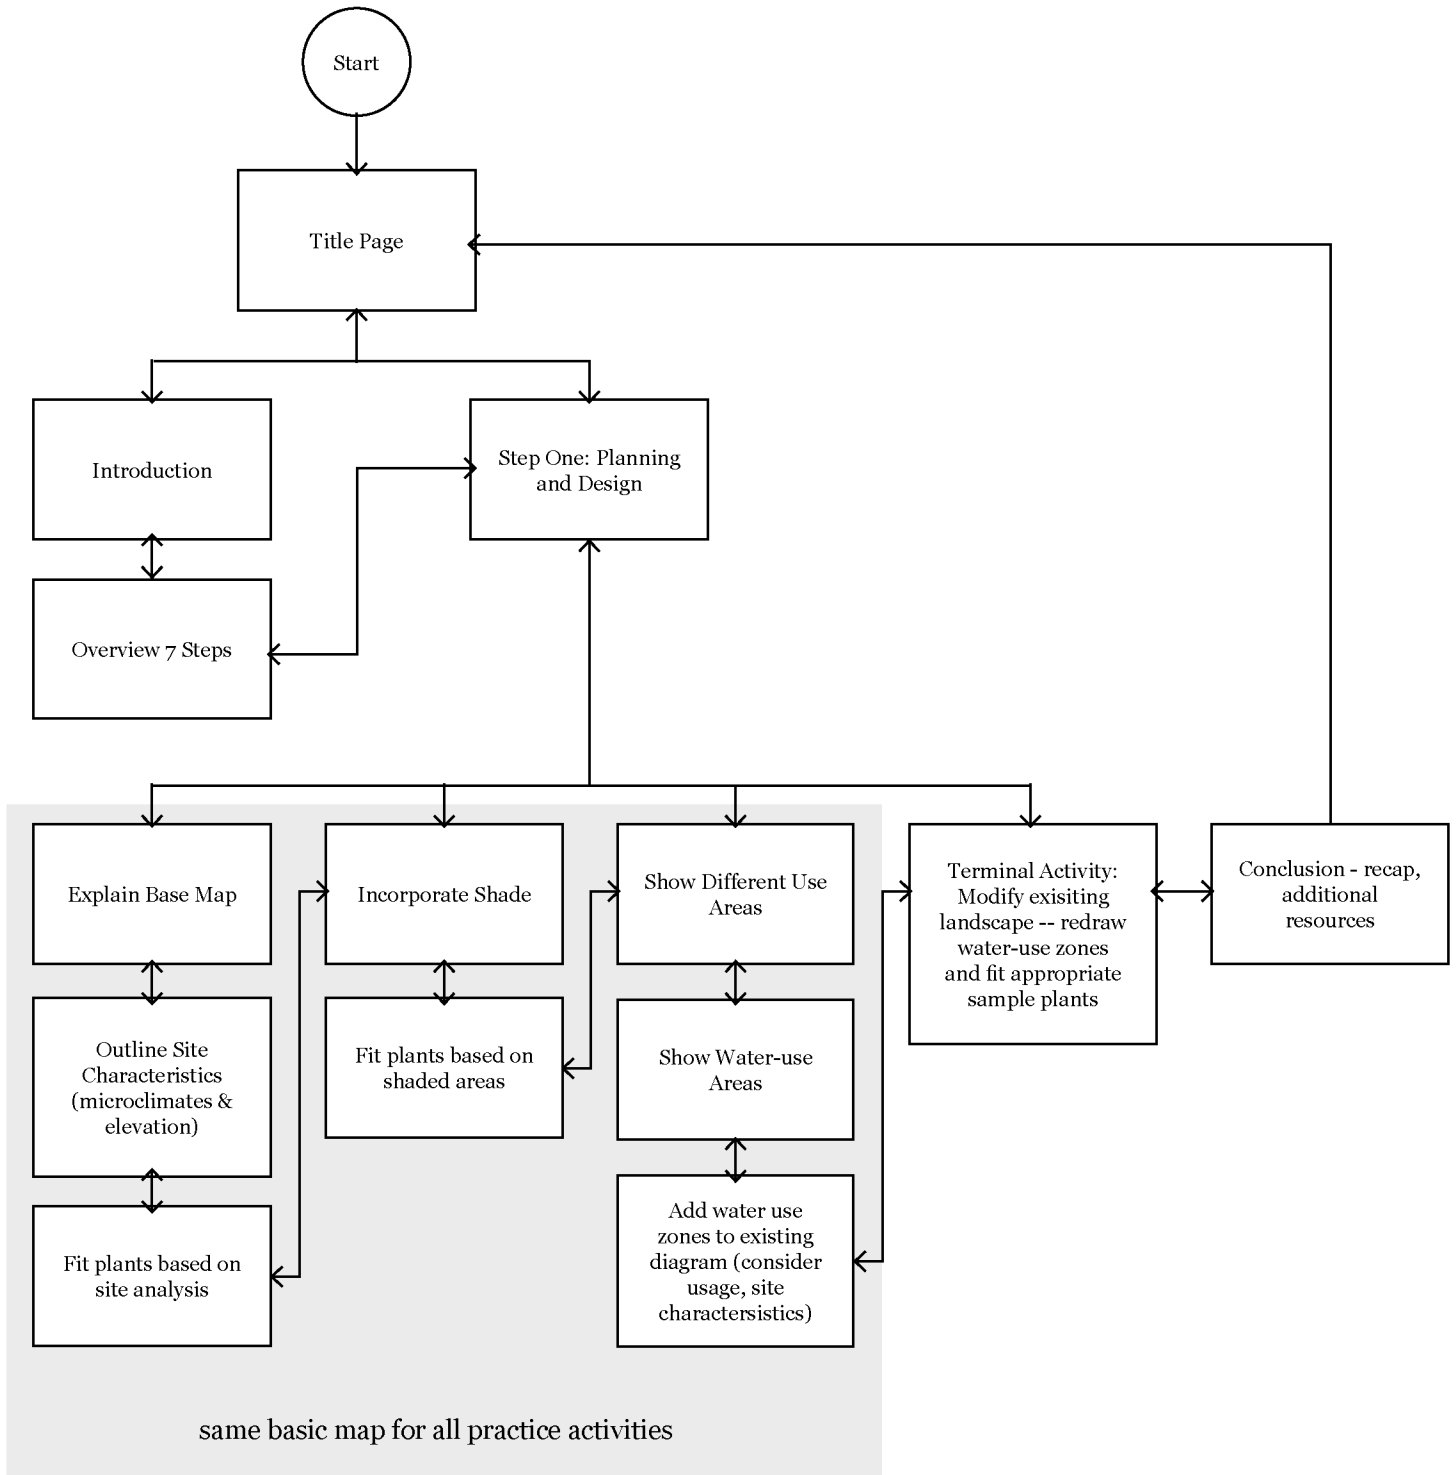 Start
Title Page
Introduction
Step One: Planning
and Design
Overview 7 Steps
Explain Base Map
Incorporate Shade
Show Different Use
Areas
Terminal Activity:
Modify exisiting
landscape -- redraw
water-use zones
and fit appropriate
sample plants
Conclusion - recap,
additional
resources
Outline Site
Characteristics
(microclimates &
elevation)
Fit plants based on
shaded areas
Show Water-use
Areas
Fit plants based on
site analysis
Add water use
zones to existing
diagram (consider
usage, site
charactersistics)
same basic map for all practice activities